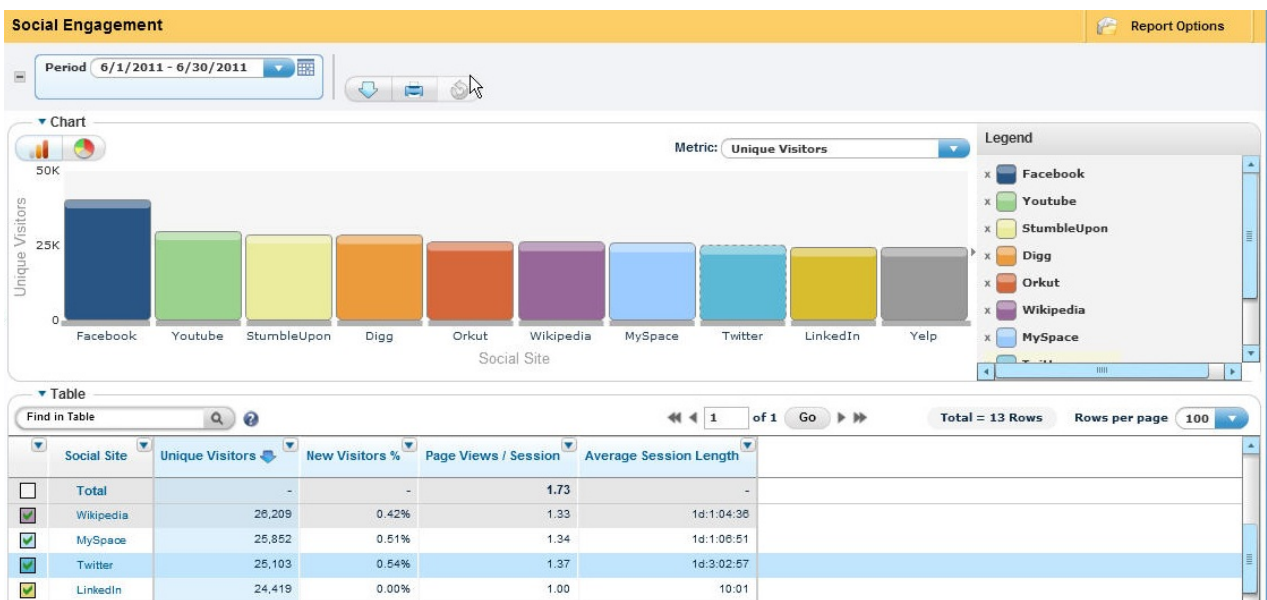 Social Engagement
Report Options
Period 6/1/2011 - 6/30/2011
Chart
Metric: Unique Visitors
Legend
50K
25K
0
Unique Visitors
Facebook Youtube StumbleUpon Digg Orkut Wikipedia MySpace Twitter LinkedIn Yelp
Social Site
x Facebook
x Youtube
x StumbleUpon
x Digg
x Orkut
x Wikipedia
x MySpace
Table
Find in Table
1 of 1 Go
Total = 13 Rows
Rows per page 100
Social Site Unique Visitors New Visitors % Page Views / Session Average Session Length
Total - - 1.73 -
Wikipedia 26,209 0.42% 1.33 1d:1:04:36
MySpace 25,852 0.51% 1.34 1d:1:06:51
Twitter 25,103 0.54% 1.37 1d:3:02:57
LinkedIn 24,419 0.00% 1.00 10:01